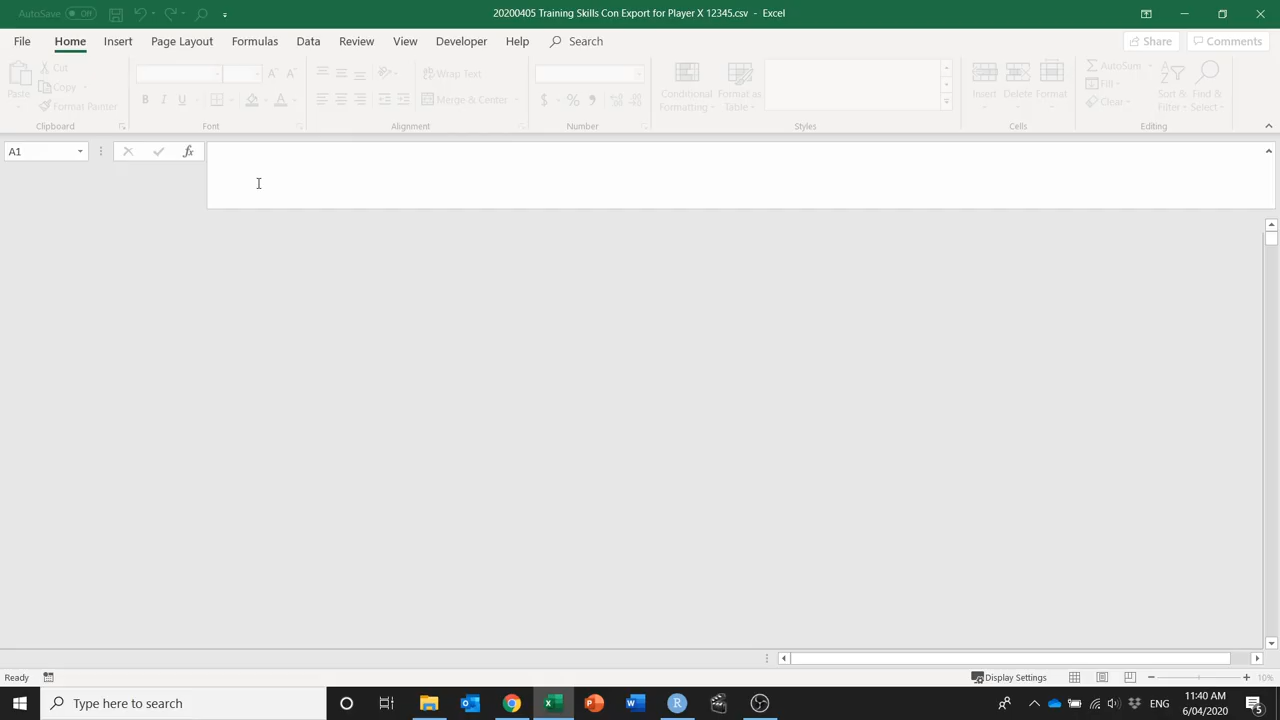 AutoSave Off 20200405 Training Skills Con Export for Player X 12345.csv - Excel
File Home Insert Page Layout Formulas Data Review View Developer Help Search Share Comments
Paste Cut Copy Format Painter
Clipboard
B I U A A A
Font
Wrap Text
Merge & Center
Alignment
$ % ,
Number
Conditional Formatting Format as Table
Styles
Insert Delete Format
Cells
AutoSum Fill Clear Sort & Filter Find & Select
Editing
A1 fx
Ready Display Settings 10%
Type here to search ENG 11:40 AM
6/04/2020 5